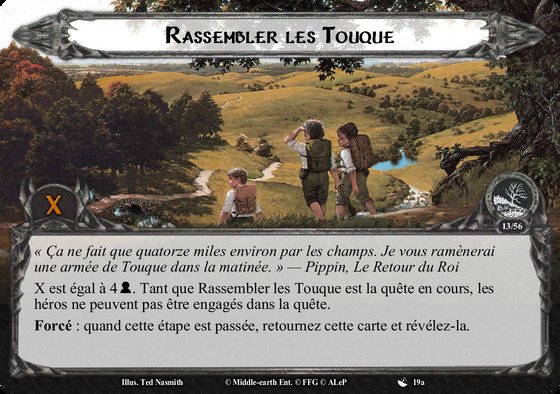 Rassembler les Touque
X
13/56
« Ça ne fait que quatorze miles environ par les champs. Je vous ramènerai
une armée de Touque dans la matinée. » — Pippin, Le Retour du Roi
X est égal à 4. Tant que Rassembler les Touque est la quête en cours, les
héros ne peuvent pas être engagés dans la quête.
Forcé : quand cette étape est passée, retournez cette carte et révélez-la.
Illus. Ted Nasmith © Middle-earth Ent. © FFG © ALeP 19a